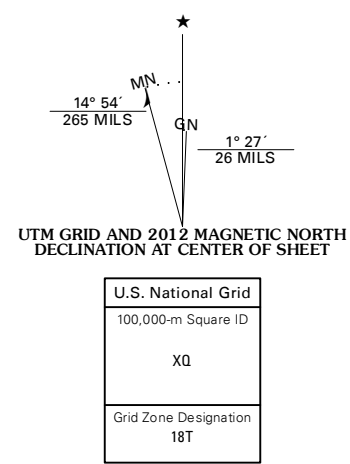 ★
MN
14° 54´
265 MILS
GN
1° 27´
26 MILS
UTM GRID AND 2012 MAGNETIC NORTH
DECLINATION AT CENTER OF SHEET
U.S. National Grid
100,000-m Square ID
XQ
Grid Zone Designation
18T